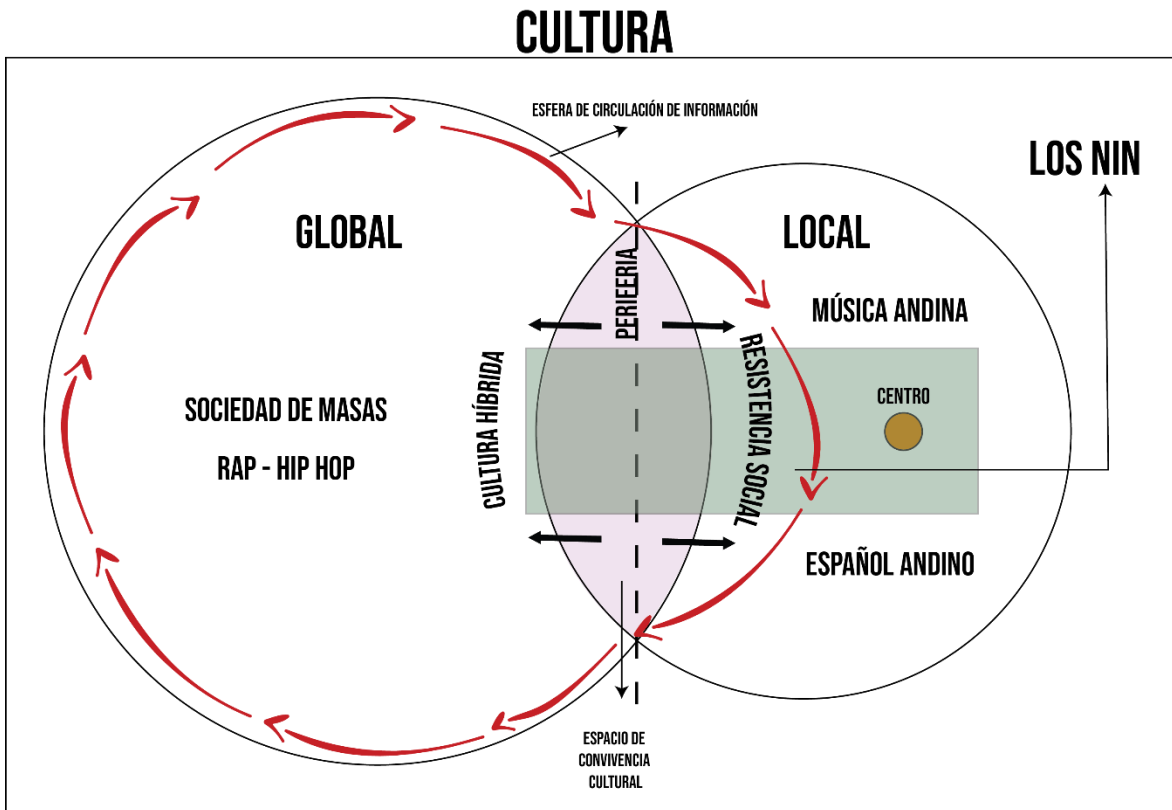 CULTURA
ESFERA DE CIRCULACIÓN DE INFORMACIÓN
LOS NIN
GLOBAL
LOCAL
PERIEERIA
MÚSICA ANDINA
SOCIEDAD DE MASAS
RAP - HIP HOP
CULTURA HÍBRIDA
RESISTENCIA SOCIAL
CENTRO
ESPAÑOL ANDINO
ESPACIO DE
CONVIVENCIA
CULTURAL